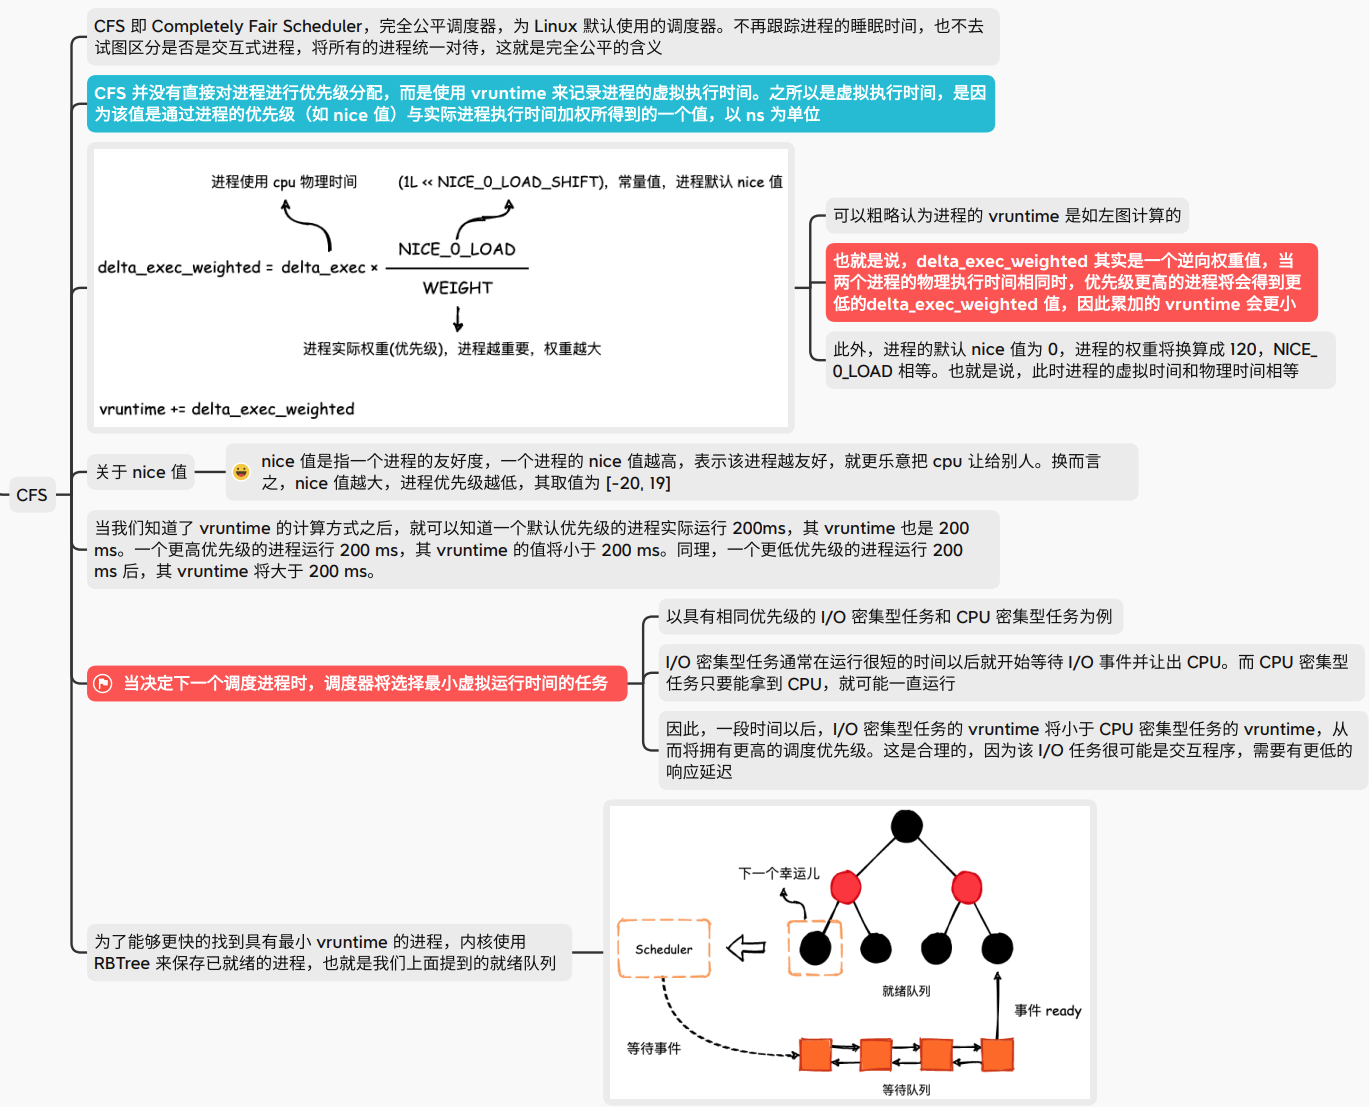 CFS
CFS 即 Completely Fair Scheduler，完全公平调度器，为 Linux 默认使用的调度器。不再跟踪进程的睡眠时间，也不去
试图区分是否是交互式进程，将所有的进程统一对待，这就是完全公平的含义
CFS 并没有直接对进程进行优先级分配，而是使用 vruntime 来记录进程的虚拟执行时间。之所以是虚拟执行时间，是因
为该值是通过进程的优先级（如 nice 值）与实际进程执行时间加权所得到的一个值，以 ns 为单位
进程使用 cpu 物理时间
(1L << NICE_0_LOAD_SHIFT)，常量值，进程默认 nice 值
delta_exec_weighted = delta_exec ×
NICE_0_LOAD
WEIGHT
进程实际权重(优先级)，进程越重要，权重越大
vruntime += delta_exec_weighted
可以粗略认为进程的 vruntime 是如左图计算的
也就是说，delta_exec_weighted 其实是一个逆向权重值，当
两个进程的物理执行时间相同时，优先级更高的进程将会得到更
低的delta_exec_weighted 值，因此累加的 vruntime 会更小
此外，进程的默认 nice 值为 0，进程的权重将换算成 120，NICE_
0_LOAD 相等。也就是说，此时进程的虚拟时间和物理时间相等
关于 nice 值
nice 值是指一个进程的友好度，一个进程的 nice 值越高，表示该进程越友好，就更乐意把 cpu 让给别人。换而言
之，nice 值越大，进程优先级越低，其取值为 [-20, 19]
当我们知道了 vruntime 的计算方式之后，就可以知道一个默认优先级的进程实际运行 200ms，其 vruntime 也是 200
ms。一个更高优先级的进程运行 200 ms，其 vruntime 的值将小于 200 ms。同理，一个更低优先级的进程运行 200
ms 后，其 vruntime 将大于 200 ms。
当决定下一个调度进程时，调度器将选择最小虚拟运行时间的任务
以具有相同优先级的 I/O 密集型任务和 CPU 密集型任务为例
I/O 密集型任务通常在运行很短的时间以后就开始等待 I/O 事件并让出 CPU。而 CPU 密集型
任务只要能拿到 CPU，就可能一直运行
因此，一段时间以后，I/O 密集型任务的 vruntime 将小于 CPU 密集型任务的 vruntime，从
而将拥有更高的调度优先级。这是合理的，因为该 I/O 任务很可能是交互程序，需要有更低的
响应延迟
为了能够更快的找到具有最小 vruntime 的进程，内核使用
RBTree 来保存已就绪的进程，也就是我们上面提到的就绪队列
下一个幸运儿
Scheduler
就绪队列
事件 ready
等待事件
等待队列